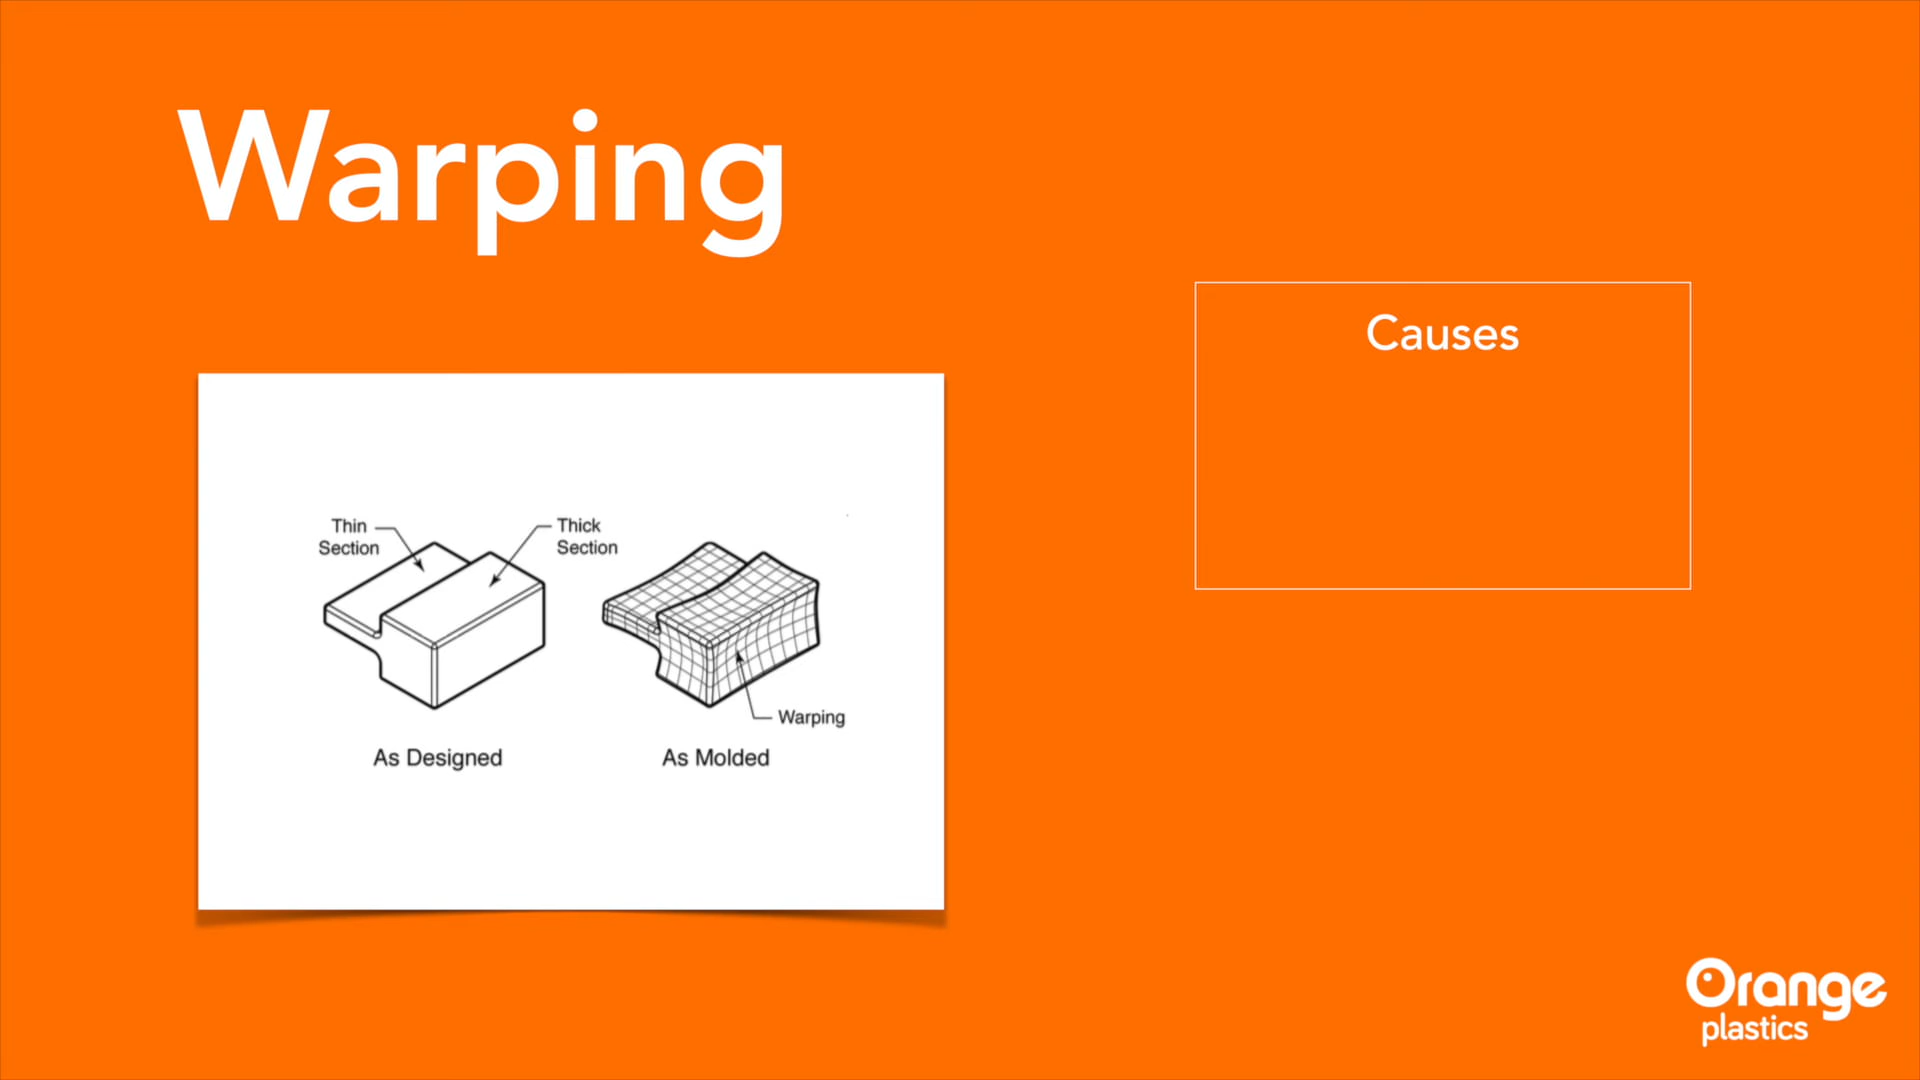 Warping
Causes
Thin
Section
Thick
Section
Warping
As Designed
As Molded
Orange
plastics